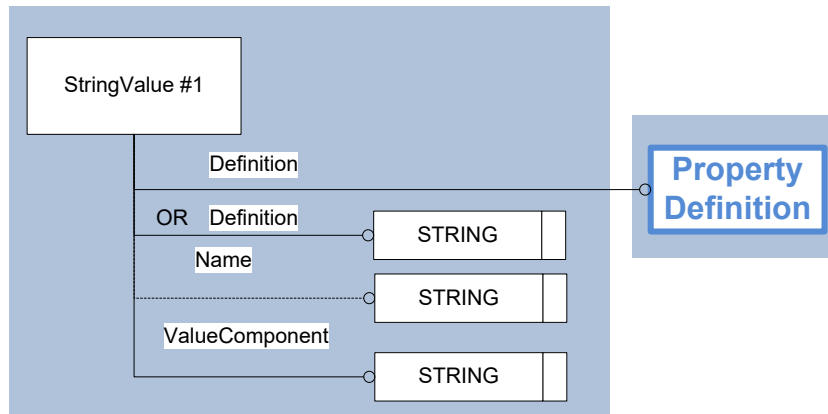 StringValue #1
Definition
Property
Definition
OR Definition
STRING
Name
STRING
ValueComponent
STRING